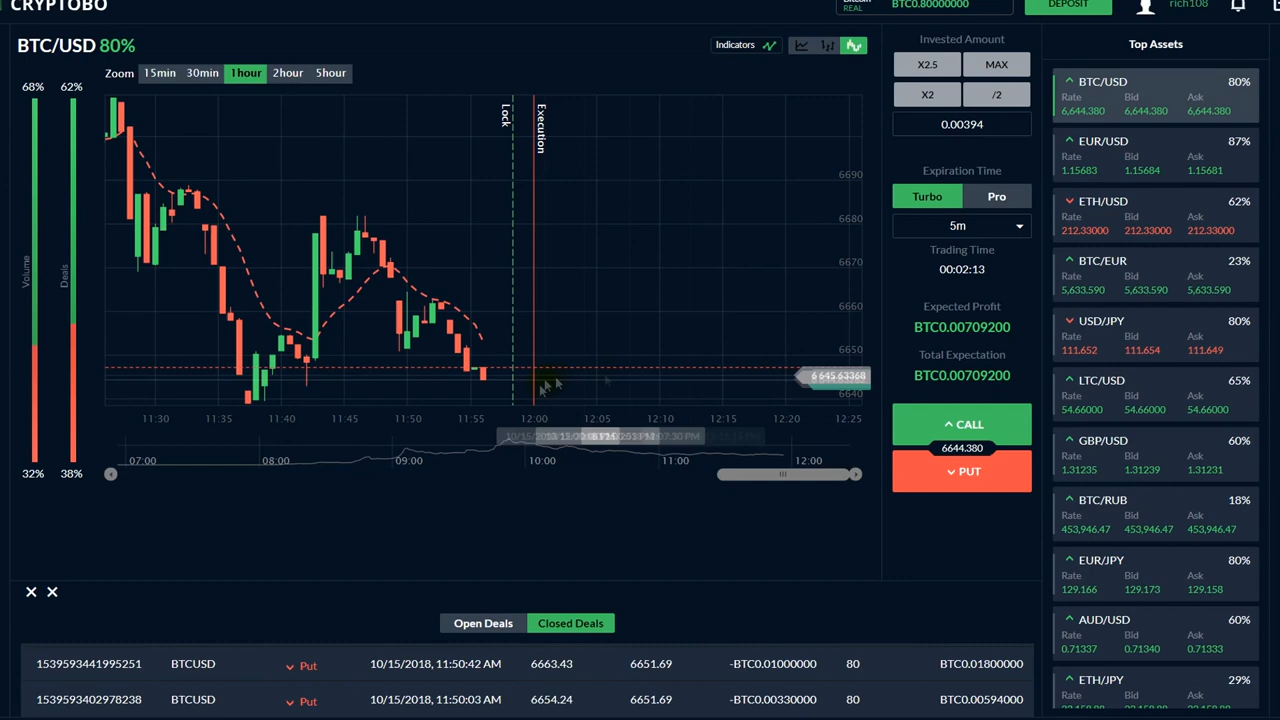 CRYPTOBO
REAL BTC0.80000000
DEPOSIT
rich108
BTC/USD 80%
Indicators
Zoom 15min 30min 1hour 2hour 5hour
68% 62%
Volume
Deals
32% 38%
Lock
Execution
6690
6680
6670
6660
6650
6640
6 645.63368
11:30 11:40 11:50 11:55 12:00 12:05 12:10 12:15 12:20 12:25
07:00 08:00 09:00 10:00 11:00 12:00
Invested Amount
X2.5 MAX
X2 /2
0.00394
Expiration Time
Turbo Pro
5m
Trading Time
00:02:13
Expected Profit
BTC0.00709200
Total Expectation
BTC0.00709200
CALL
6644.380
PUT
Top Assets
BTC/USD 80%
Rate Bid Ask
6,644.380 6,644.380 6,644.380
EUR/USD 87%
Rate Bid Ask
1.15683 1.15684 1.15681
ETH/USD 62%
Rate Bid Ask
212.33000 212.33000 212.33000
BTC/EUR 23%
Rate Bid Ask
5,633.590 5,633.590 5,633.590
USD/JPY 80%
Rate Bid Ask
111.652 111.654 111.649
LTC/USD 65%
Rate Bid Ask
54.66000 54.66000 54.66000
GBP/USD 60%
Rate Bid Ask
1.31235 1.31239 1.31231
BTC/RUB 18%
Rate Bid Ask
453,946.47 453,946.47 453,946.47
EUR/JPY 80%
Rate Bid Ask
129.166 129.173 129.158
AUD/USD 60%
Rate Bid Ask
0.71337 0.71340 0.71333
ETH/JPY 29%
Rate Bid Ask
Open Deals Closed Deals
1539593441995251 BTCUSD Put 10/15/2018, 11:50:42 AM 6663.43 6651.69 -BTC0.01000000 80 BTC0.01800000
1539593402978238 BTCUSD Put 10/15/2018, 11:50:03 AM 6654.24 6651.69 -BTC0.00330000 80 BTC0.00594000